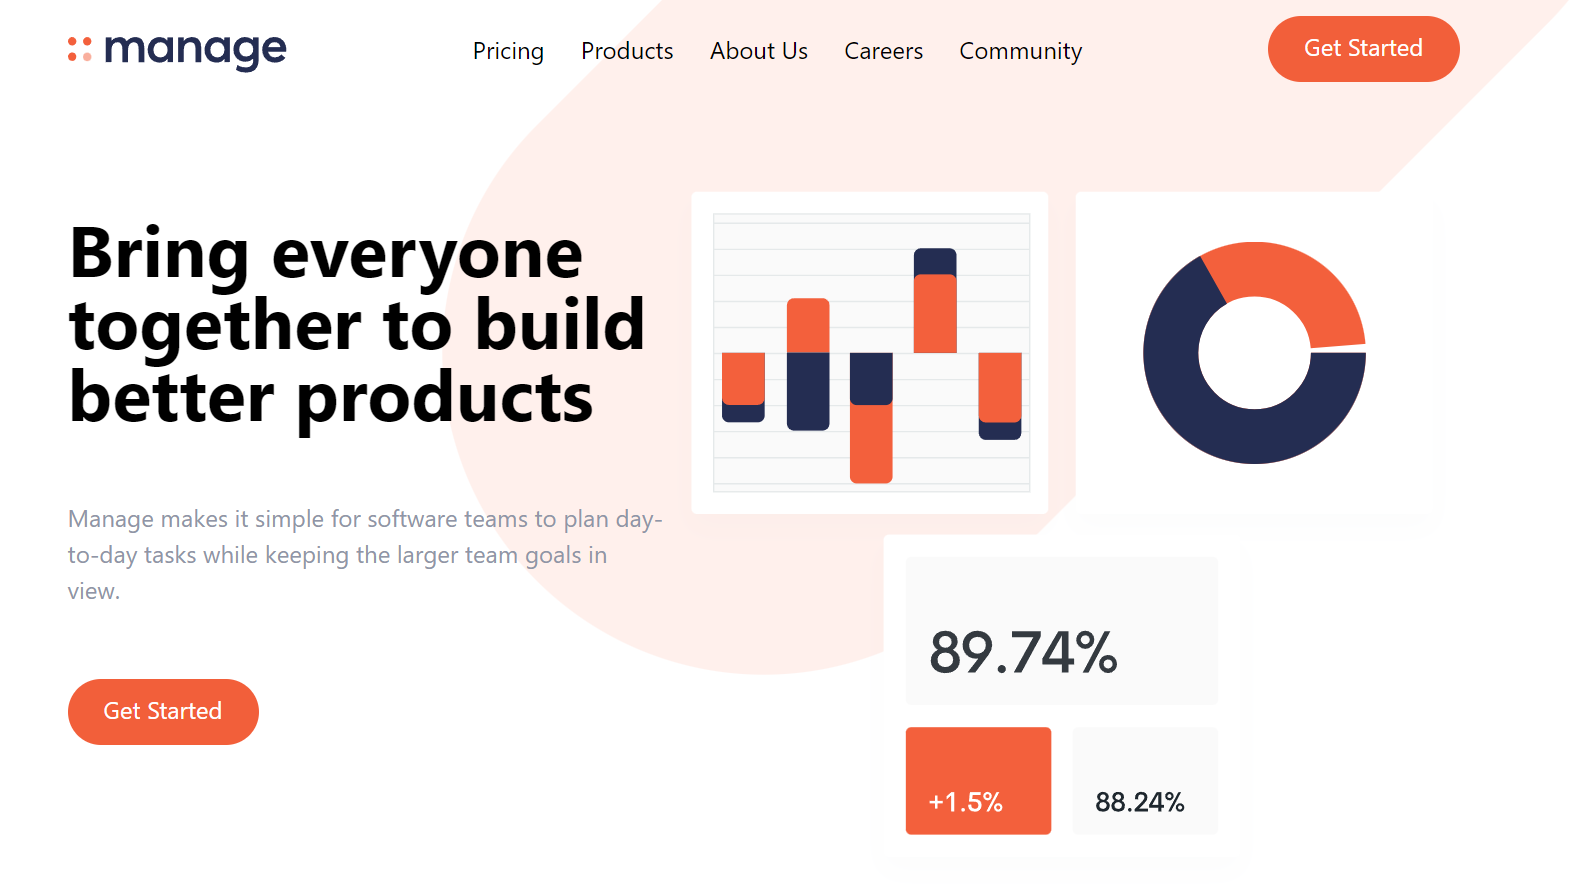 manage
Pricing Products About Us Careers Community
Get Started
Bring everyone
together to build
better products
Manage makes it simple for software teams to plan day-
to-day tasks while keeping the larger team goals in
view.
Get Started
89.74%
+1.5%
88.24%